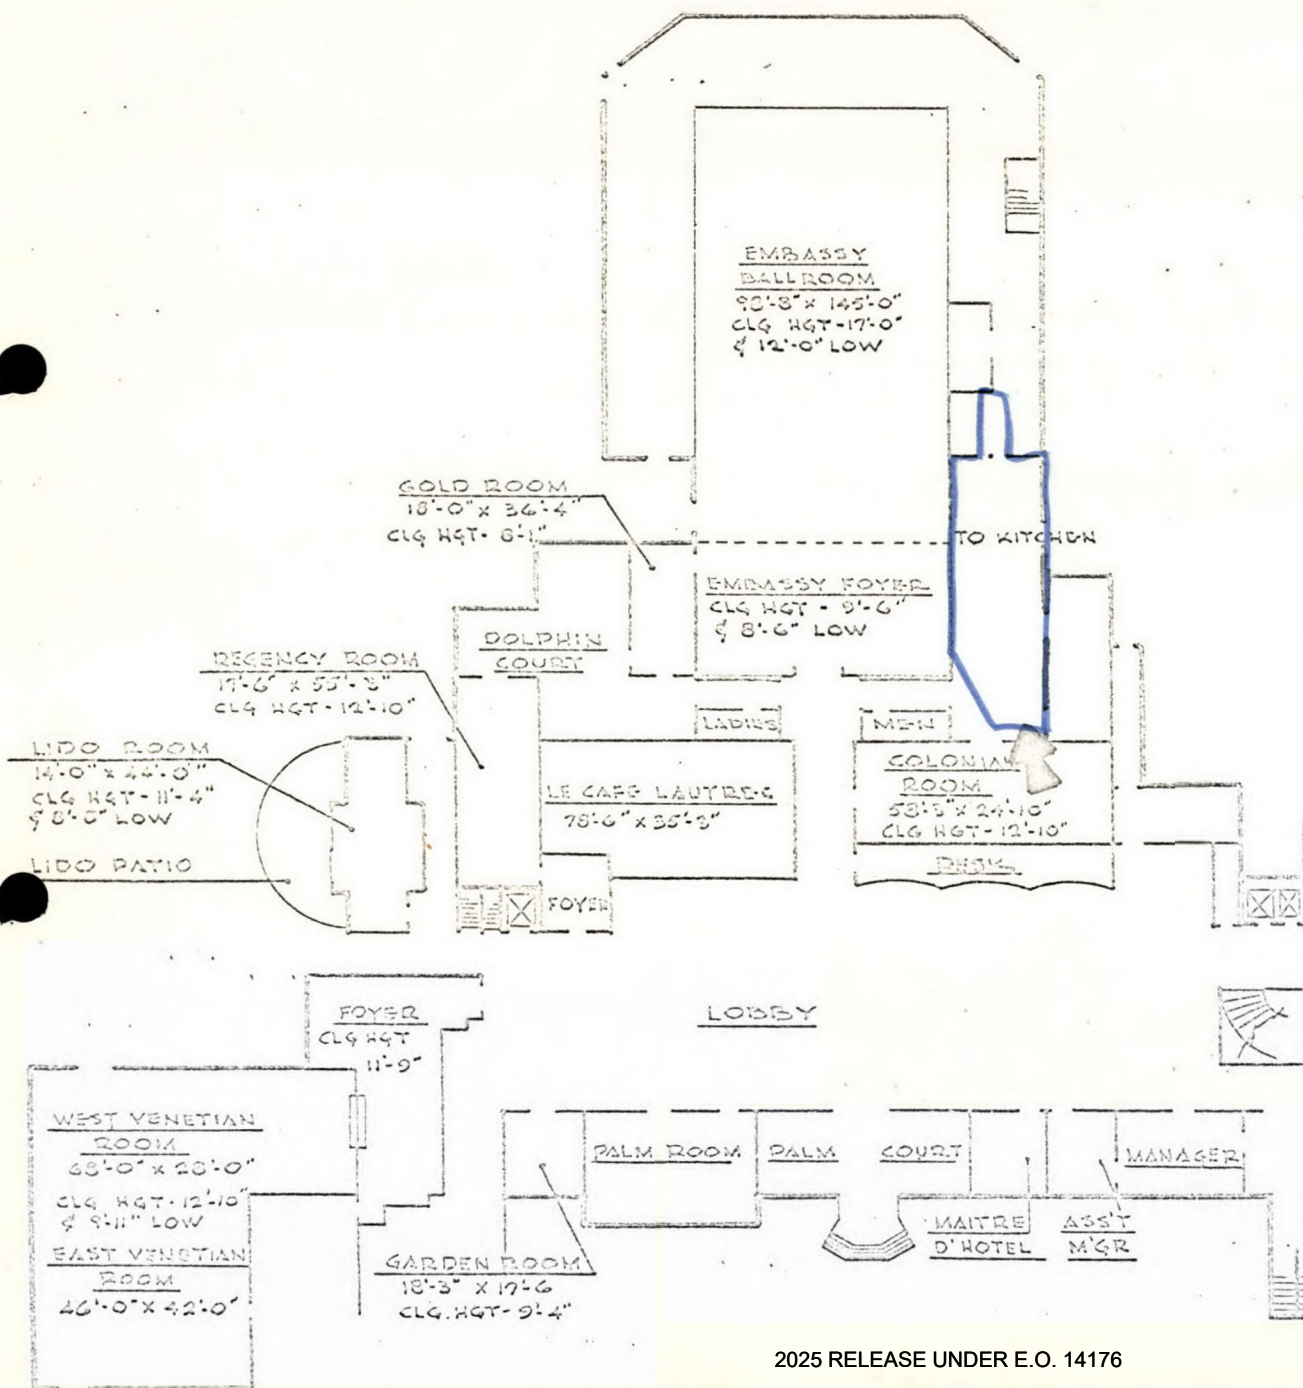 EMBASSY
BALLROOM
CLG HGT-17'-0"
& 12'-0" LOW
GOLD ROOM
18'-0" x 36'-4"
CLG HGT- 8'-1"
TO KITCHEN
EMBASSY FOYER
CLG HGT - 9'-6"
& 8'-6" LOW
DOLPHIN
COURT
REGENCY ROOM
17'-6" x 55'-8"
CLG HGT-12'-10"
LADIES
MEN
LIDO ROOM
14'-0" x 44'-0"
CLG HGT-11'-4"
& 8'-8" LOW
LE CAFE LAUTREC
78'-6" x 35'-3"
COLONIAL
ROOM
CLG HGT-12'-10"
LIDO PATIO
DESK
FOYER
FOYER
CLG HGT
11'-9"
LOBBY
WEST VENETIAN
ROOM
68'-0" x 28'-0"
CLG HGT-12'-10"
& 9'-11" LOW
EAST VENETIAN
ROOM
46'-0" X 42'-0"
PALM ROOM
PALM COURT
MANAGER
MAITRE
D'HOTEL
ASS'T
M'GR
GARDEN ROOM
18'-3" X 17'-6
CLG. HGT- 9'-4"
2025 RELEASE UNDER E.O. 14176